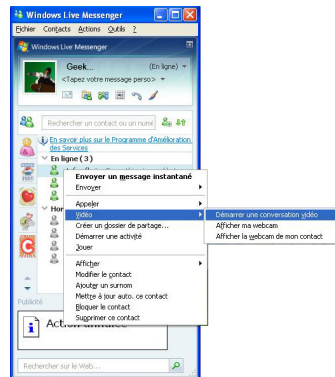 Windows Live Messenger
Fichier Contacts Actions Outils ?
Windows Live Messenger
Geek... (En ligne)
<Tapez votre message perso>
Rechercher un contact ou un numé
En savoir plus sur le Programme d'Amélioration des Services
En ligne ( 3 )
Envoyer un message instantané
Envoyer
Hor
Appeler
Vidéo
Démarrer une conversation vidéo
Créer un dossier de partage...
Afficher ma webcam
Démarrer une activité
Afficher la webcam de mon contact
Jouer
Afficher
Modifier le contact
Ajouter un surnom
Mettre à jour auto. ce contact
Bloquer le contact
Supprimer ce contact
Publicité
Action annulée
Rechercher sur le Web...